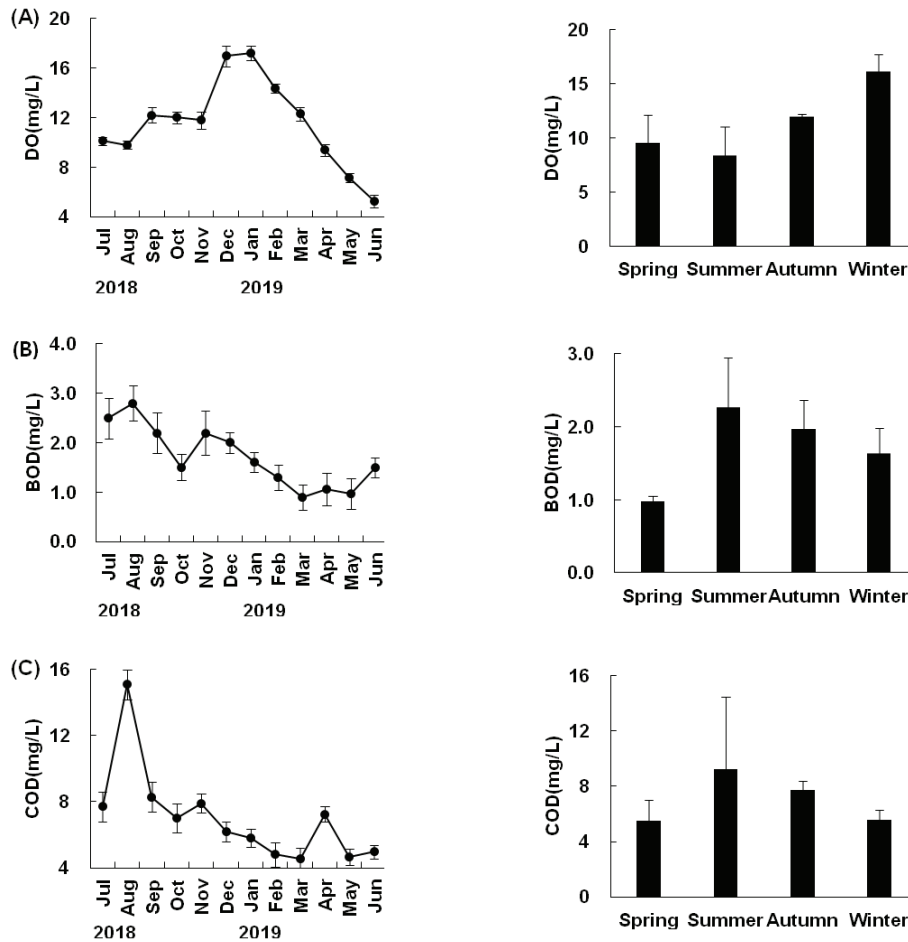 (A)
20
16
12
8
4
DO(mg/L)
Jul Aug Sep Oct Nov Dec Jan Feb Mar Apr May Jun
2018 2019
20
15
10
5
0
DO(mg/L)
Spring Summer Autumn Winter
(B)
4.0
3.0
2.0
1.0
0.0
BOD(mg/L)
Jul Aug Sep Oct Nov Dec Jan Feb Mar Apr May Jun
2018 2019
3.0
2.0
1.0
0.0
BOD(mg/L)
Spring Summer Autumn Winter
(C)
16
12
8
4
COD(mg/L)
Jul Aug Sep Oct Nov Dec Jan Feb Mar Apr May Jun
2018 2019
16
12
8
4
0
COD(mg/L)
Spring Summer Autumn Winter